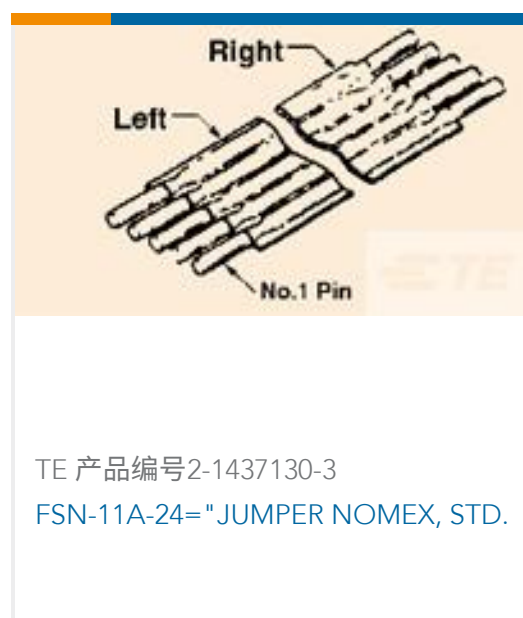 Right
Left
No.1 Pin
TE
TE 产品编号2-1437130-3
FSN-11A-24="JUMPER NOMEX, STD.